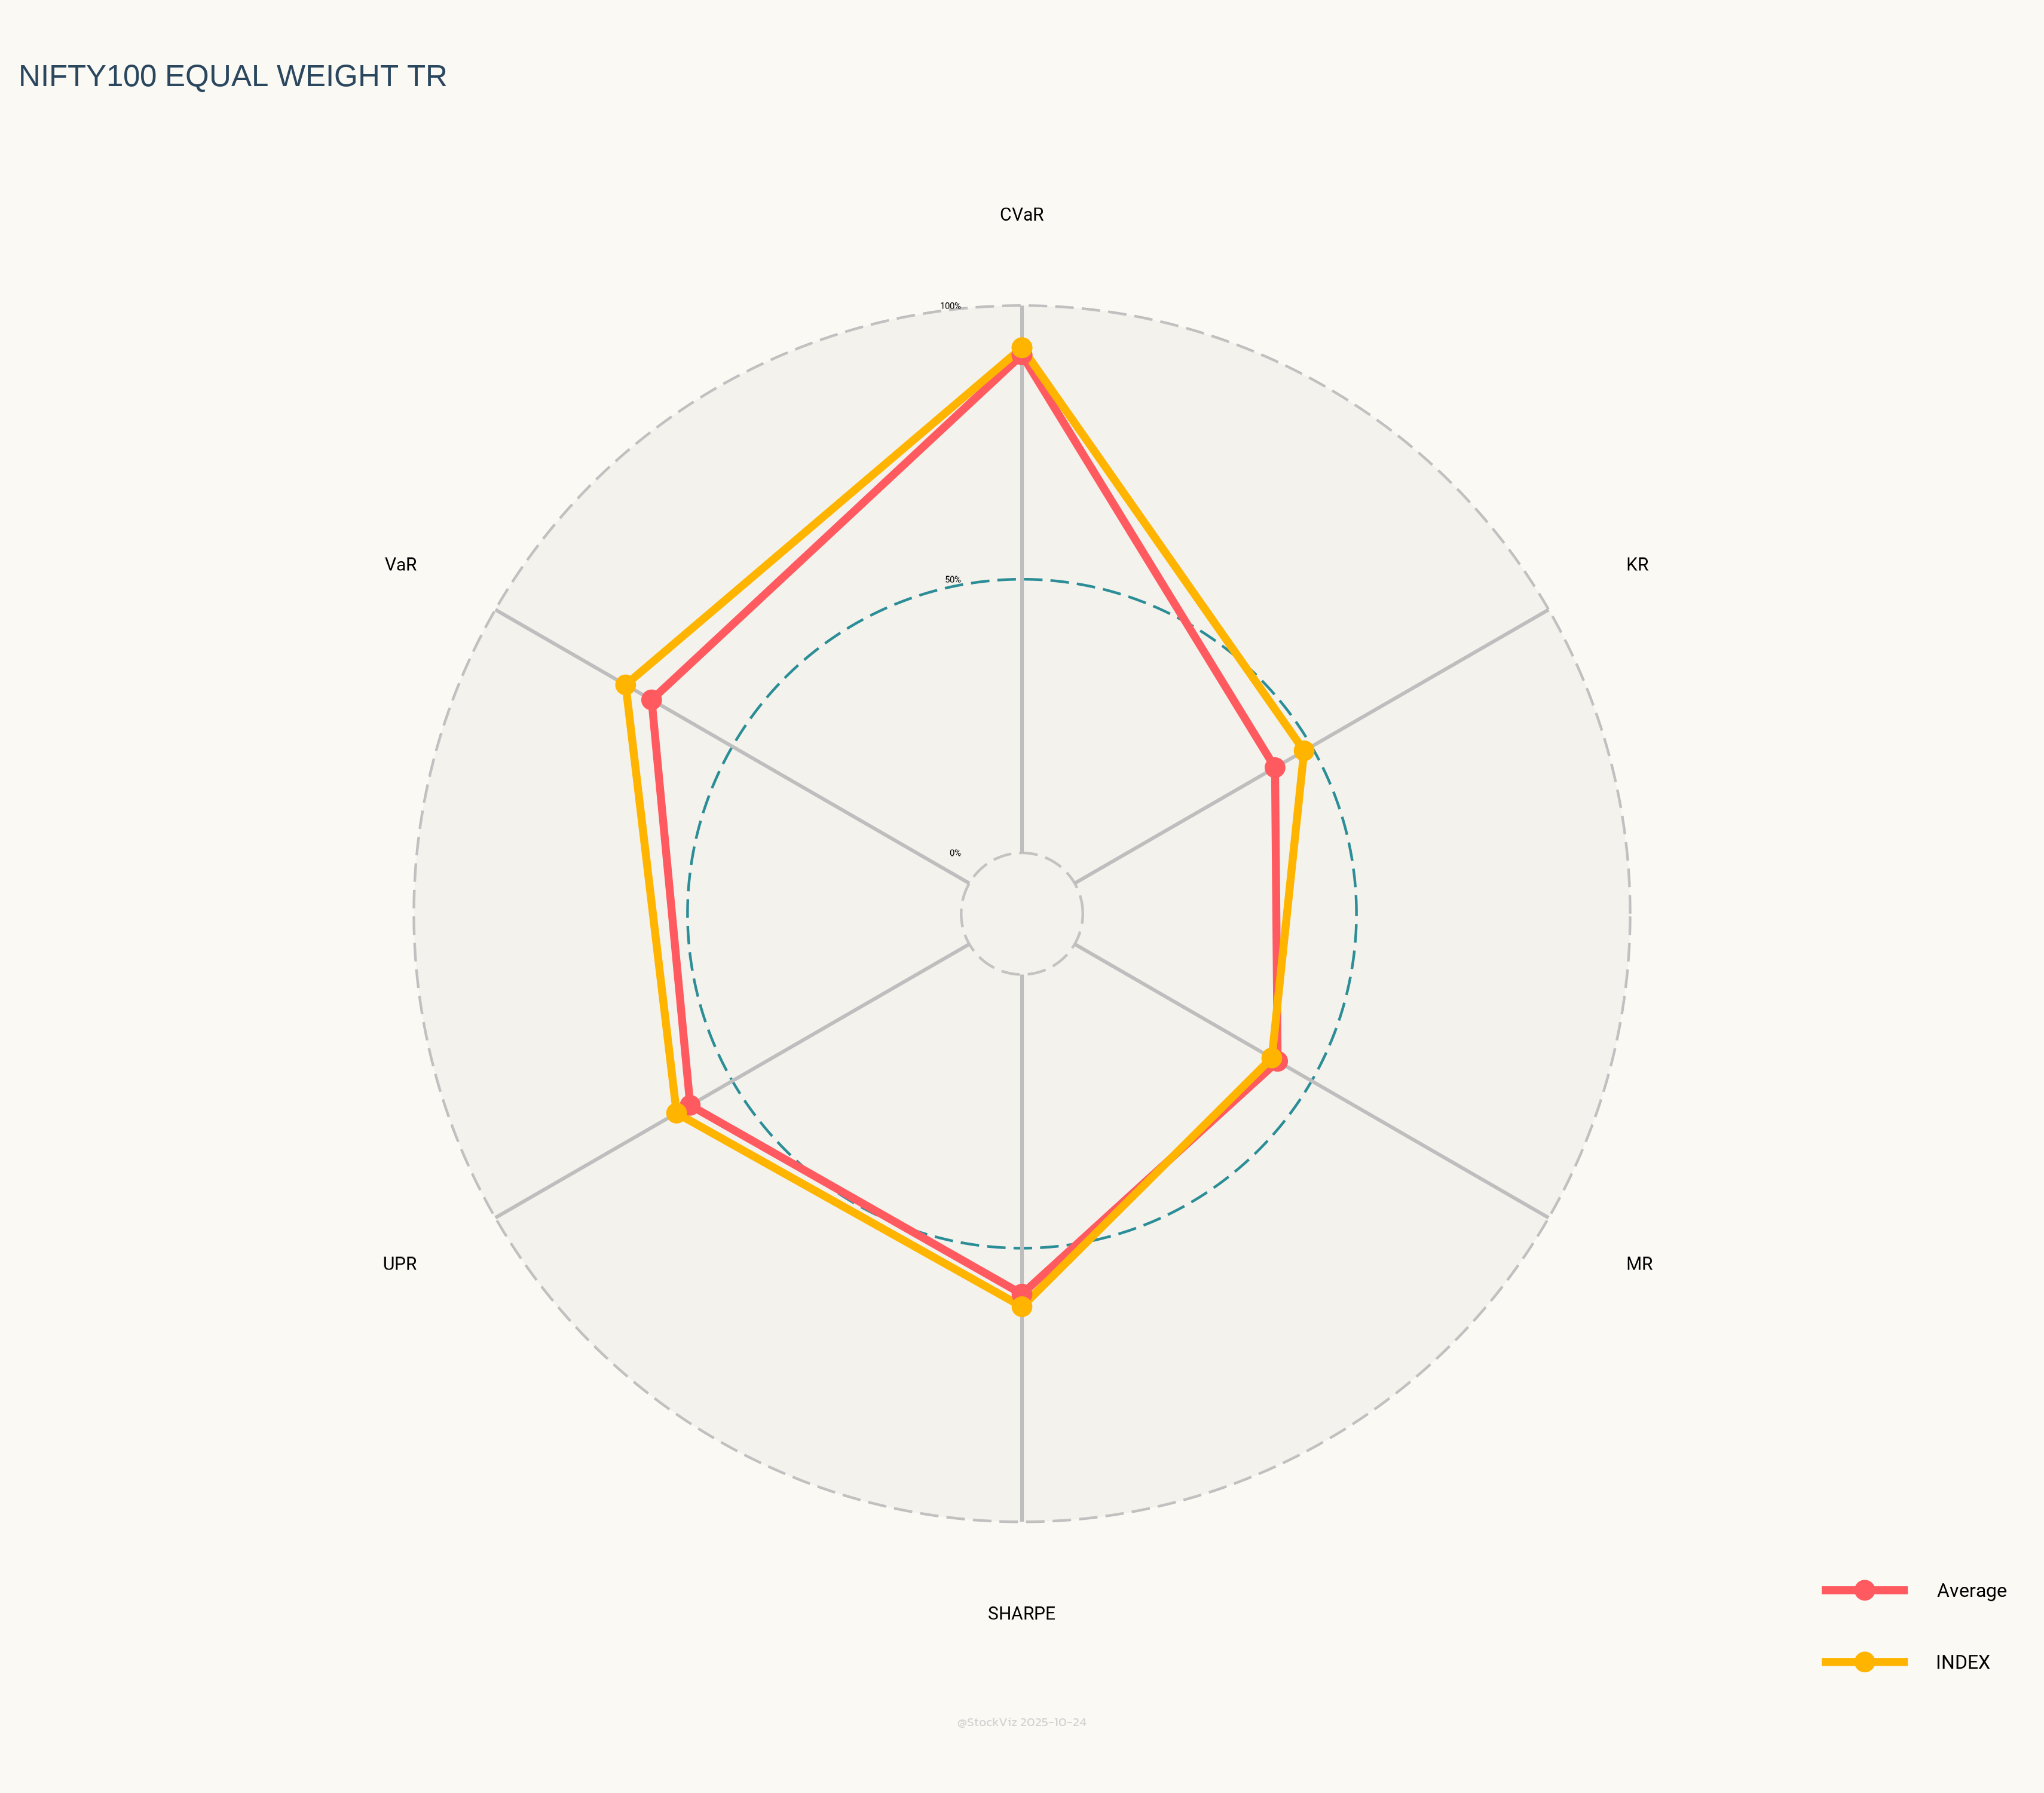 NIFTY100 EQUAL WEIGHT TR
CVaR
100%
VaR
KR
50%
0%
UPR
MR
SHARPE
Average
INDEX
@StockViz 2025-10-24